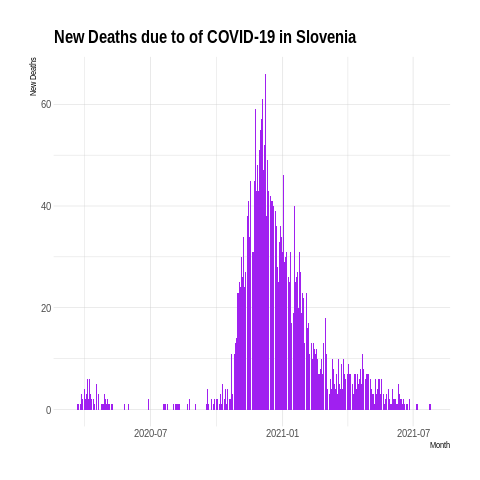 New Deaths due to of COVID-19 in Slovenia
New Deaths
60
40
20
0
2020-07
2021-01
2021-07
Month